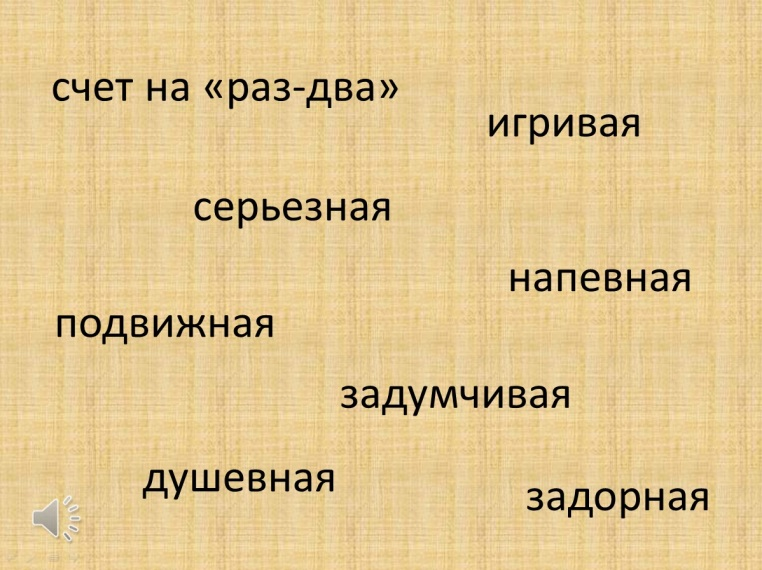 счет на «раз-два»
игривая
серьезная
напевная
подвижная
задумчивая
душевная
задорная